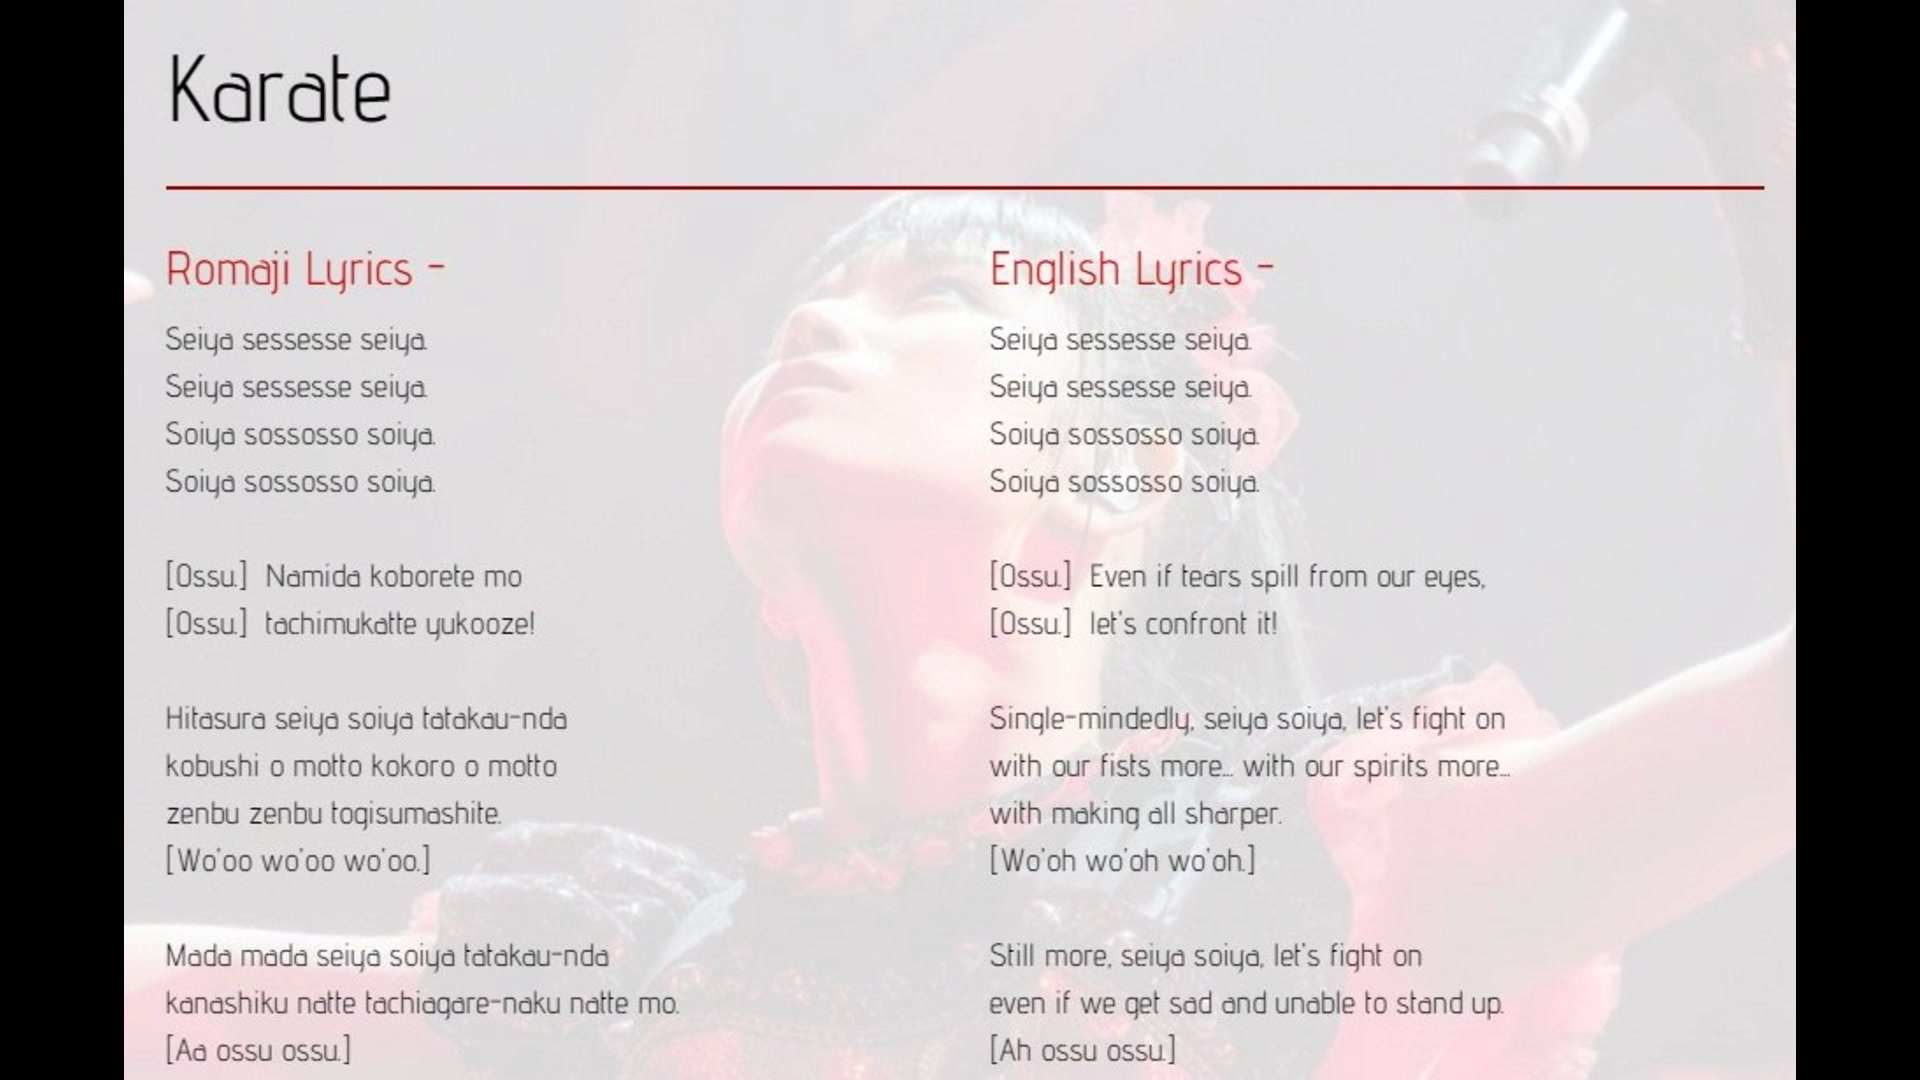 Karate
Romaji Lyrics -
Seiya sessesse seiya.
Seiya sessesse seiya.
Soiya sossosso soiya.
Soiya sossosso soiya.
[Ossu.] Namida koborete mo
[Ossu.] tachimukatte yukooze!
Hitasura seiya soiya tatakau-nda
kobushi o motto kokoro o motto
zenbu zenbu togisumashite.
[Wo'oo wo'oo wo'oo.]
Mada mada seiya soiya tatakau-nda
kanashiku natte tachiagare-naku natte mo.
[Aa ossu ossu.]
English Lyrics -
Seiya sessesse seiya.
Seiya sessesse seiya.
Soiya sossosso soiya.
Soiya sossosso soiya.
[Ossu.] Even if tears spill from our eyes,
[Ossu.] let's confront it!
Single-mindedly, seiya soiya, let's fight on
with our fists more... with our spirits more...
with making all sharper.
[Wo'oh wo'oh wo'oh.]
Still more, seiya soiya, let's fight on
even if we get sad and unable to stand up.
[Ah ossu ossu.]